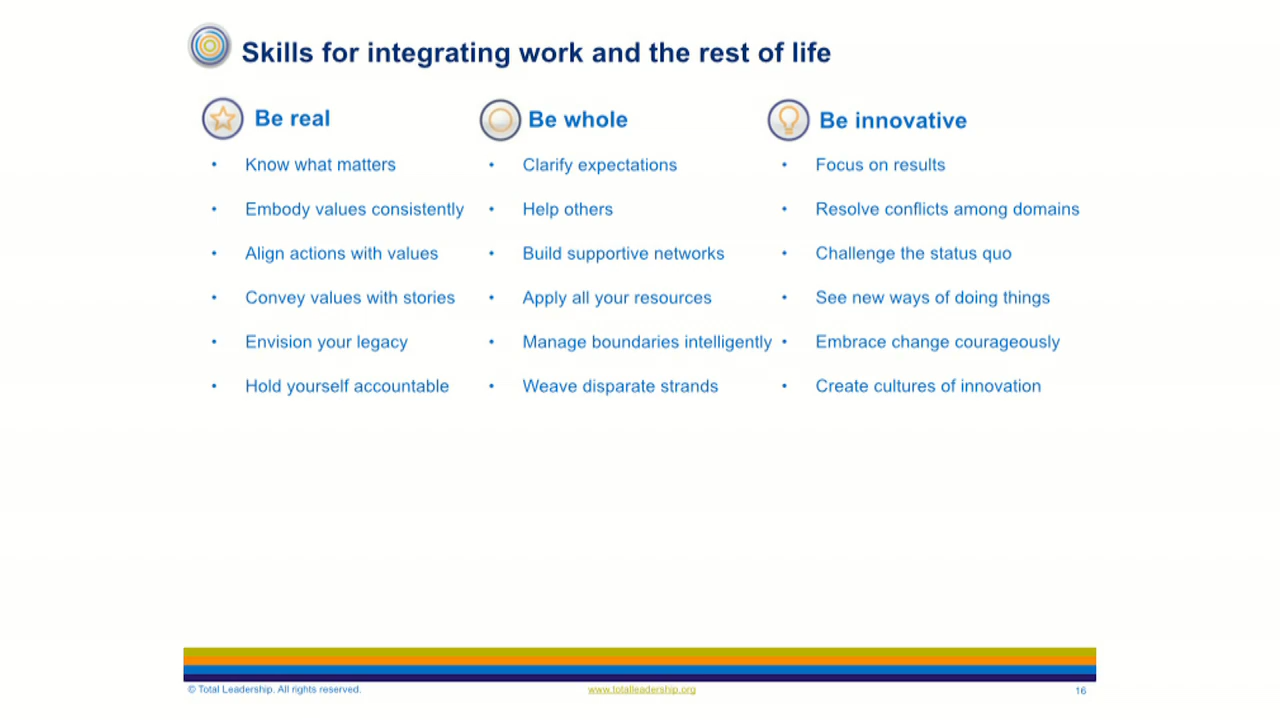 Skills for integrating work and the rest of life
Be real
• Know what matters
• Embody values consistently
• Align actions with values
• Convey values with stories
• Envision your legacy
• Hold yourself accountable
Be whole
• Clarify expectations
• Help others
• Build supportive networks
• Apply all your resources
• Manage boundaries intelligently
• Weave disparate strands
Be innovative
• Focus on results
• Resolve conflicts among domains
• Challenge the status quo
• See new ways of doing things
• Embrace change courageously
• Create cultures of innovation
© Total Leadership. All rights reserved.
www.totalleadership.org
16